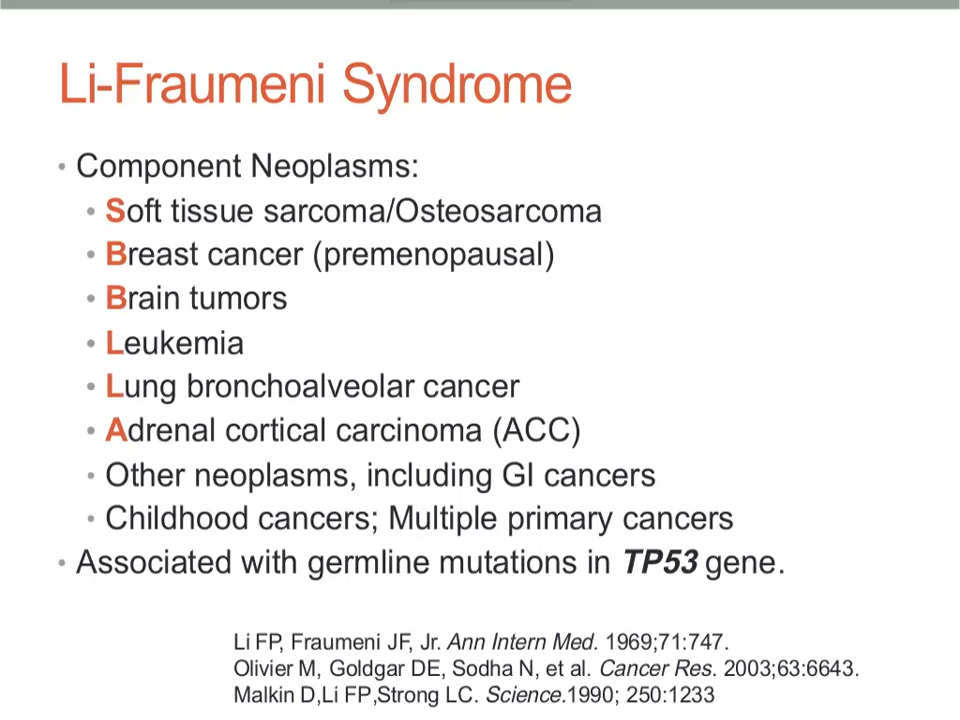 Li-Fraumeni Syndrome
• Component Neoplasms:
• Soft tissue sarcoma/Osteosarcoma
• Breast cancer (premenopausal)
• Brain tumors
• Leukemia
• Lung bronchoalveolar cancer
• Adrenal cortical carcinoma (ACC)
• Other neoplasms, including GI cancers
• Childhood cancers; Multiple primary cancers
• Associated with germline mutations in TP53 gene.
Li FP, Fraumeni JF, Jr. Ann Intern Med. 1969;71:747.
Olivier M, Goldgar DE, Sodha N, et al. Cancer Res. 2003;63:6643.
Malkin D,Li FP,Strong LC. Science.1990; 250:1233